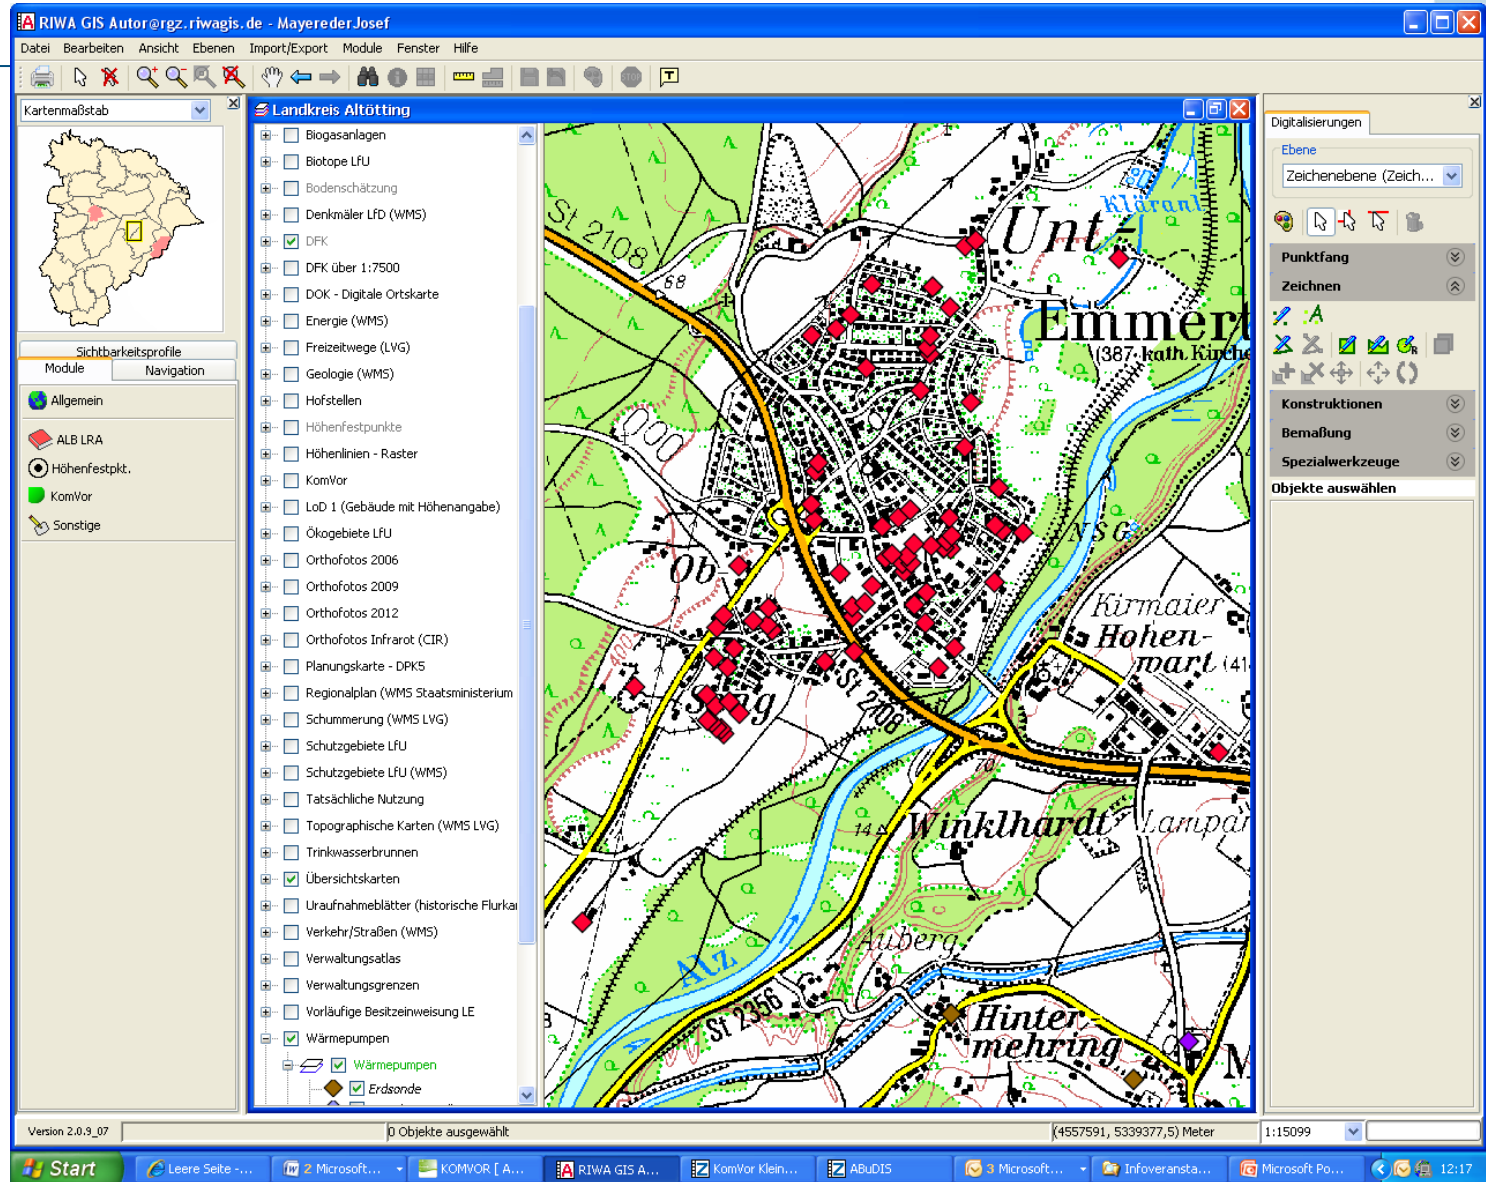 RIWA GIS Autor@rgz.riwagis.de - MayerederJosef
Datei Bearbeiten Ansicht Ebenen Import/Export Module Fenster Hilfe
Kartenmaßstab
Sichtbarkeitsprofile
Module Navigation
Allgemein
ALB LRA
Höhenfestpkt.
KomVor
Sonstige
Landkreis Altötting
Biogasanlagen
Biotope LfU
Bodenschätzung
Denkmäler LfD (WMS)
DFK
DFK über 1:7500
DOK - Digitale Ortskarte
Energie (WMS)
Freizeitwege (LVG)
Geologie (WMS)
Hofstellen
Höhenfestpunkte
Höhenlinien - Raster
KomVor
LoD 1 (Gebäude mit Höhenangabe)
Ökogebiete LfU
Orthofotos 2006
Orthofotos 2009
Orthofotos 2012
Orthofotos Infrarot (CIR)
Planungskarte - DPK5
Regionalplan (WMS Staatsministerium
Schummerung (WMS LVG)
Schutzgebiete LfU
Schutzgebiete LfU (WMS)
Tatsächliche Nutzung
Topographische Karten (WMS LVG)
Trinkwasserbrunnen
Übersichtskarten
Uraufnahmeblätter (historische Flurkar
Verkehr/Straßen (WMS)
Verwaltungsatlas
Verwaltungsgrenzen
Vorläufige Besitzeinweisung LE
Wärmepumpen
Wärmepumpen
Erdsonde
St 2108
68
Kläranl
Unt-
Emmert
(387 kath. Kirche
NSG
Ob-
400
Kirmaier
Hohen-
mart (41
St 2108
Winklhardt
Lampar
14
Auberg
Alz
St 2356
Hinter-
mehring
M
Digitalisierungen
Ebene
Zeichenebene (Zeich...
Punktfang
Zeichnen
Konstruktionen
Bemaßung
Spezialwerkzeuge
Objekte auswählen
Version 2.0.9_07
0 Objekte ausgewählt
(4557591, 5339377,5) Meter
1:15099
Start
Leere Seite -...
2 Microsoft...
KOMVOR [ A...
RIWA GIS A...
KomVor Klein...
ABuDIS
3 Microsoft...
Infoveransta...
Microsoft Po...
12:17